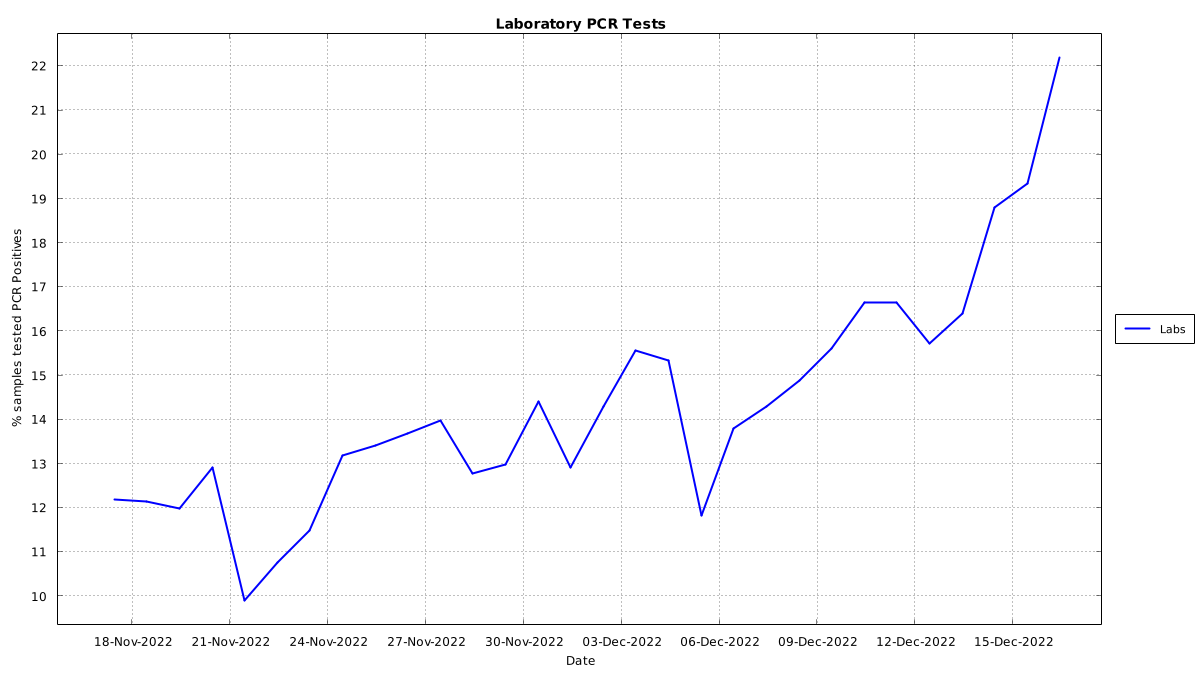 Laboratory PCR Tests
22
21
20
19
18
17
16
15
14
13
12
11
10
% samples tested PCR Positives
18-Nov-2022 21-Nov-2022 24-Nov-2022 27-Nov-2022 30-Nov-2022 03-Dec-2022 06-Dec-2022 09-Dec-2022 12-Dec-2022 15-Dec-2022
Date
Labs